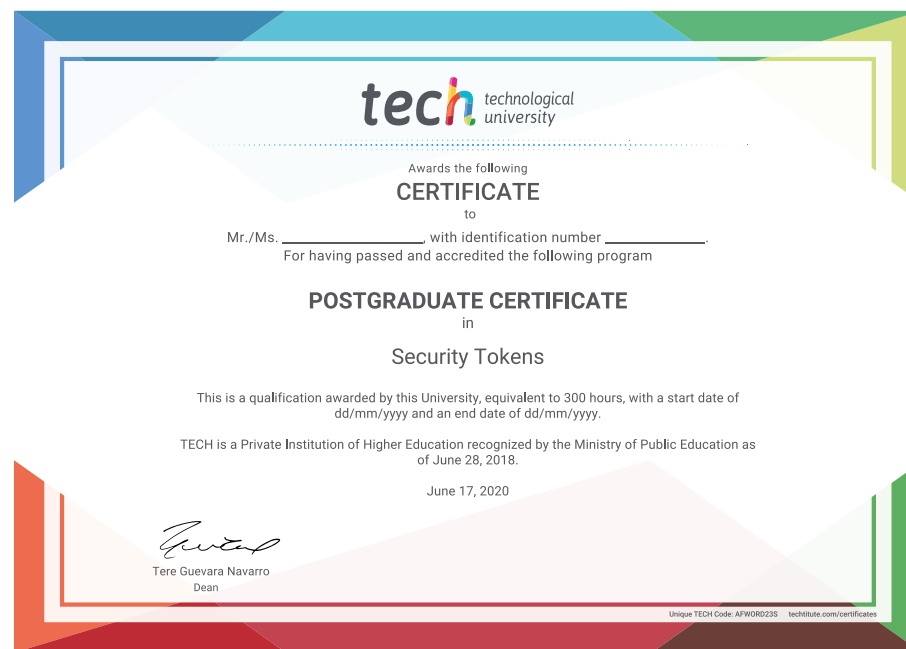 tech technological
university
Awards the following
CERTIFICATE
to
Mr./Ms. ____________________, with identification number ______________.
For having passed and accredited the following program
POSTGRADUATE CERTIFICATE
in
Security Tokens
This is a qualification awarded by this University, equivalent to 300 hours, with a start date of
dd/mm/yyyy and an end date of dd/mm/yyyy.
TECH is a Private Institution of Higher Education recognized by the Ministry of Public Education as
of June 28, 2018.
June 17, 2020
Tere Guevara Navarro
Dean
Unique TECH Code: AFWORD23S techtitute.com/certificates